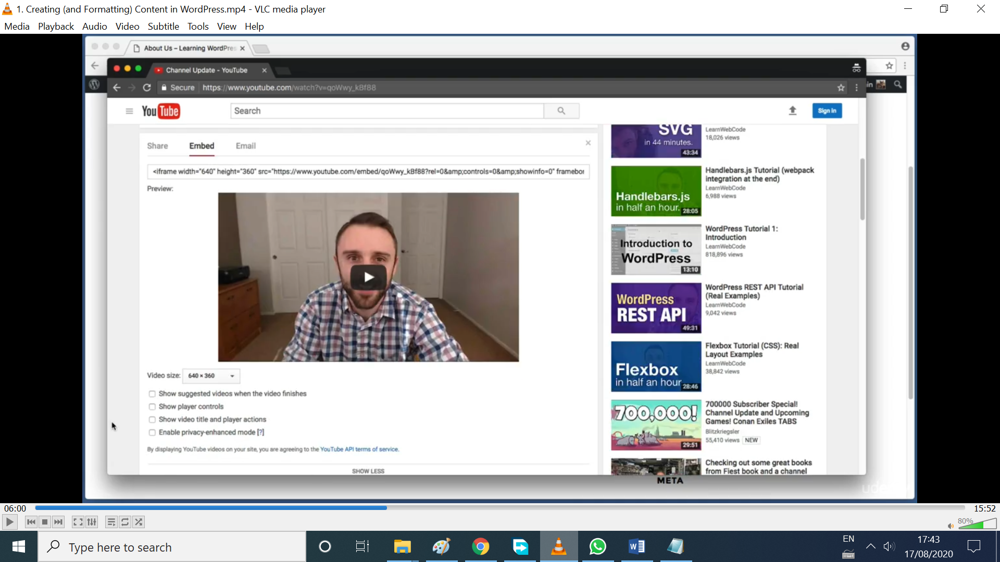 1. Creating (and Formatting) Content in WordPress.mp4 - VLC media player
Media Playback Audio Video Subtitle Tools View Help
About Us – Learning WordPres
Channel Update - YouTube
Secure https://www.youtube.com/watch?v=qoWwy_kBf88
in
YouTube
Search
Sign in
Share Embed Email
<iframe width="640" height="360" src="https://www.youtube.com/embed/qoWwy_kBf88?rel=0&amp;controls=0&amp;showinfo=0" framebor
Preview:
Video size: 640 × 360
Show suggested videos when the video finishes
Show player controls
Show video title and player actions
Enable privacy-enhanced mode [?]
By displaying YouTube videos on your site, you are agreeing to the YouTube API terms of service.
SHOW LESS
SVG
in 44 minutes.
43:34
LearnWebCode
18,026 views
Handlebars.js
in half an hour.
28:05
Handlebars.js Tutorial (webpack
integration at the end)
LearnWebCode
6,988 views
Introduction to
WordPress
13:10
WordPress Tutorial 1:
Introduction
LearnWebCode
818,896 views
WordPress
REST API
49:31
WordPress REST API Tutorial
(Real Examples)
LearnWebCode
9,042 views
Flexbox
in half an hour
28:46
Flexbox Tutorial (CSS): Real
Layout Examples
LearnWebCode
38,842 views
700,000!
29:51
700000 Subscriber Special!
Channel Update and Upcoming
Games! Conan Exiles TABS
Blitzkriegsler
55,410 views NEW
Checking out some great books
from Fiest book and a channel
META
06:00
15:52
80%
Type here to search
EN
17:43
17/08/2020